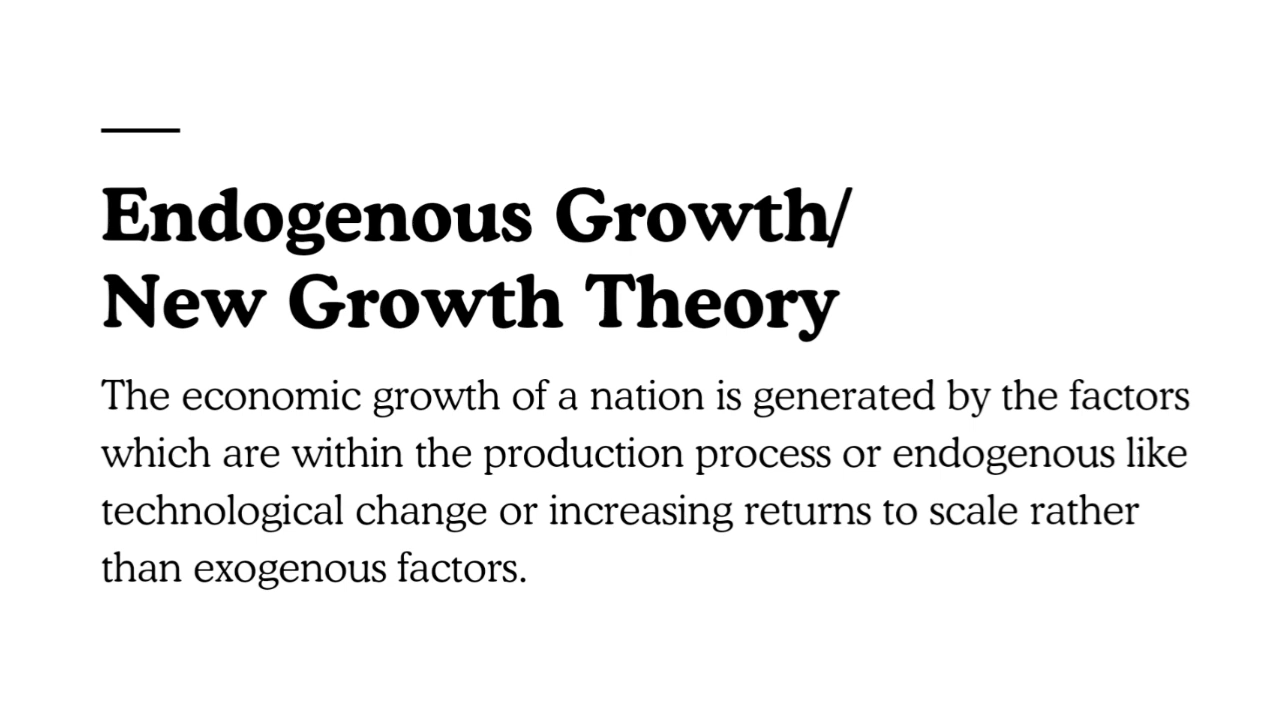 Endogenous Growth/
New Growth Theory
The economic growth of a nation is generated by the factors
which are within the production process or endogenous like
technological change or increasing returns to scale rather
than exogenous factors.